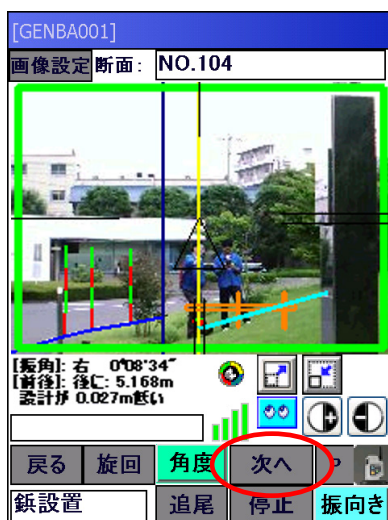 [GENBA001]
画像設定 断面: NO.104
[振角]: 右 0°08'34"
[前後]: 後に: 5.168m
設計が 0.027m低い
戻る 旋回 角度 次へ P
鋲設置 追尾 停止 振向き